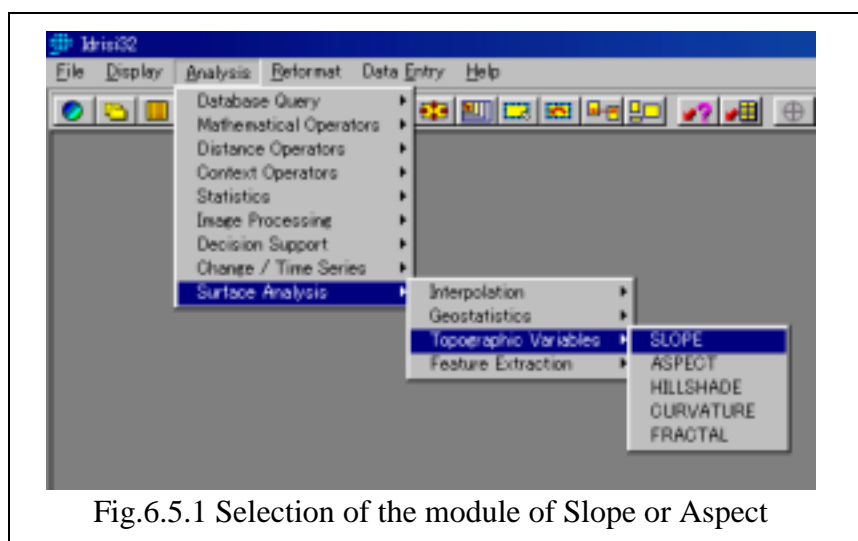 Idrisi32
File Display Analysis Reformat Data Entry Help
Database Query
Mathematical Operators
Distance Operators
Context Operators
Statistics
Image Processing
Decision Support
Change / Time Series
Surface Analysis
Interpolation
Geostatistics
Topographic Variables
Feature Extraction
SLOPE
ASPECT
HILLSHADE
CURVATURE
FRACTAL
Fig.6.5.1 Selection of the module of Slope or Aspect